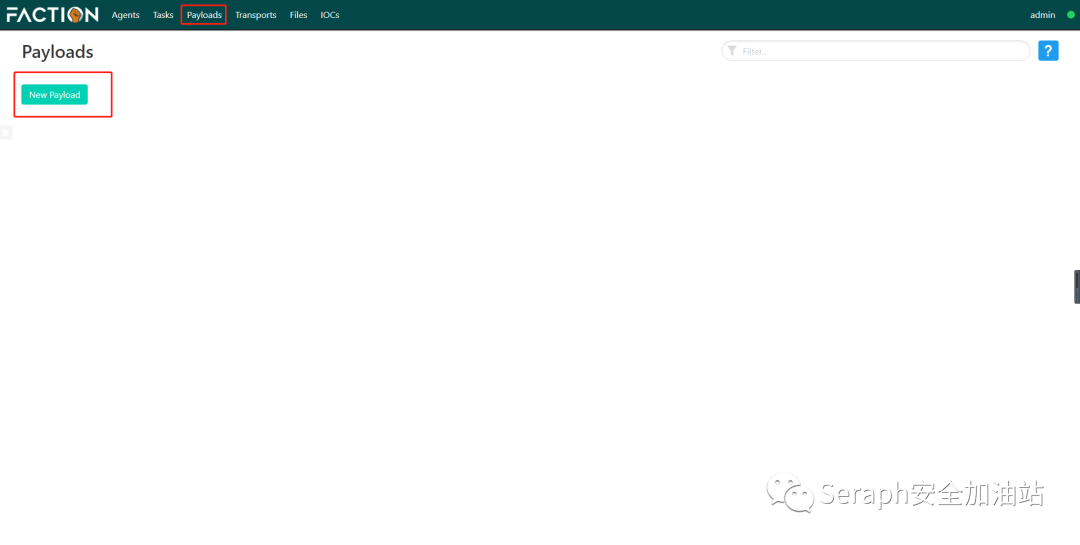 FACTION Agents Tasks Payloads Transports Files IOCs admin
Payloads Filter... ?
New Payload
Seraph安全加油站